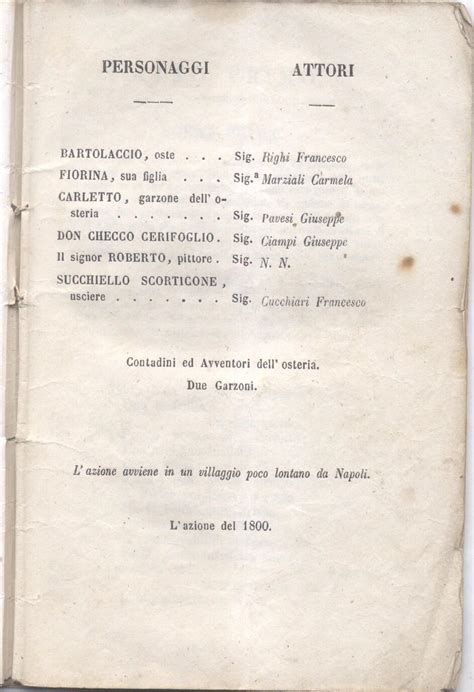 PERSONAGGI ATTORI
BARTOLACCIO, oste . . . Sig. Righi Francesco
FIORINA, sua figlia . . . Sig.ª Marziali Carmela
CARLETTO, garzone dell'o-
steria . . . . . . . Sig. Pavesi Giuseppe
DON CHECCO CERIFOGLIO. Sig. Ciampi Giuseppe
Il signor ROBERTO, pittore. Sig. N. N.
SUCCHIELLO SCORTICONE,
usciere . . . . . . Sig. Cucchiari Francesco
Contadini ed Avventori dell'osteria.
Due Garzoni.
L'azione avviene in un villaggio poco lontano da Napoli.
L'azione del 1800.